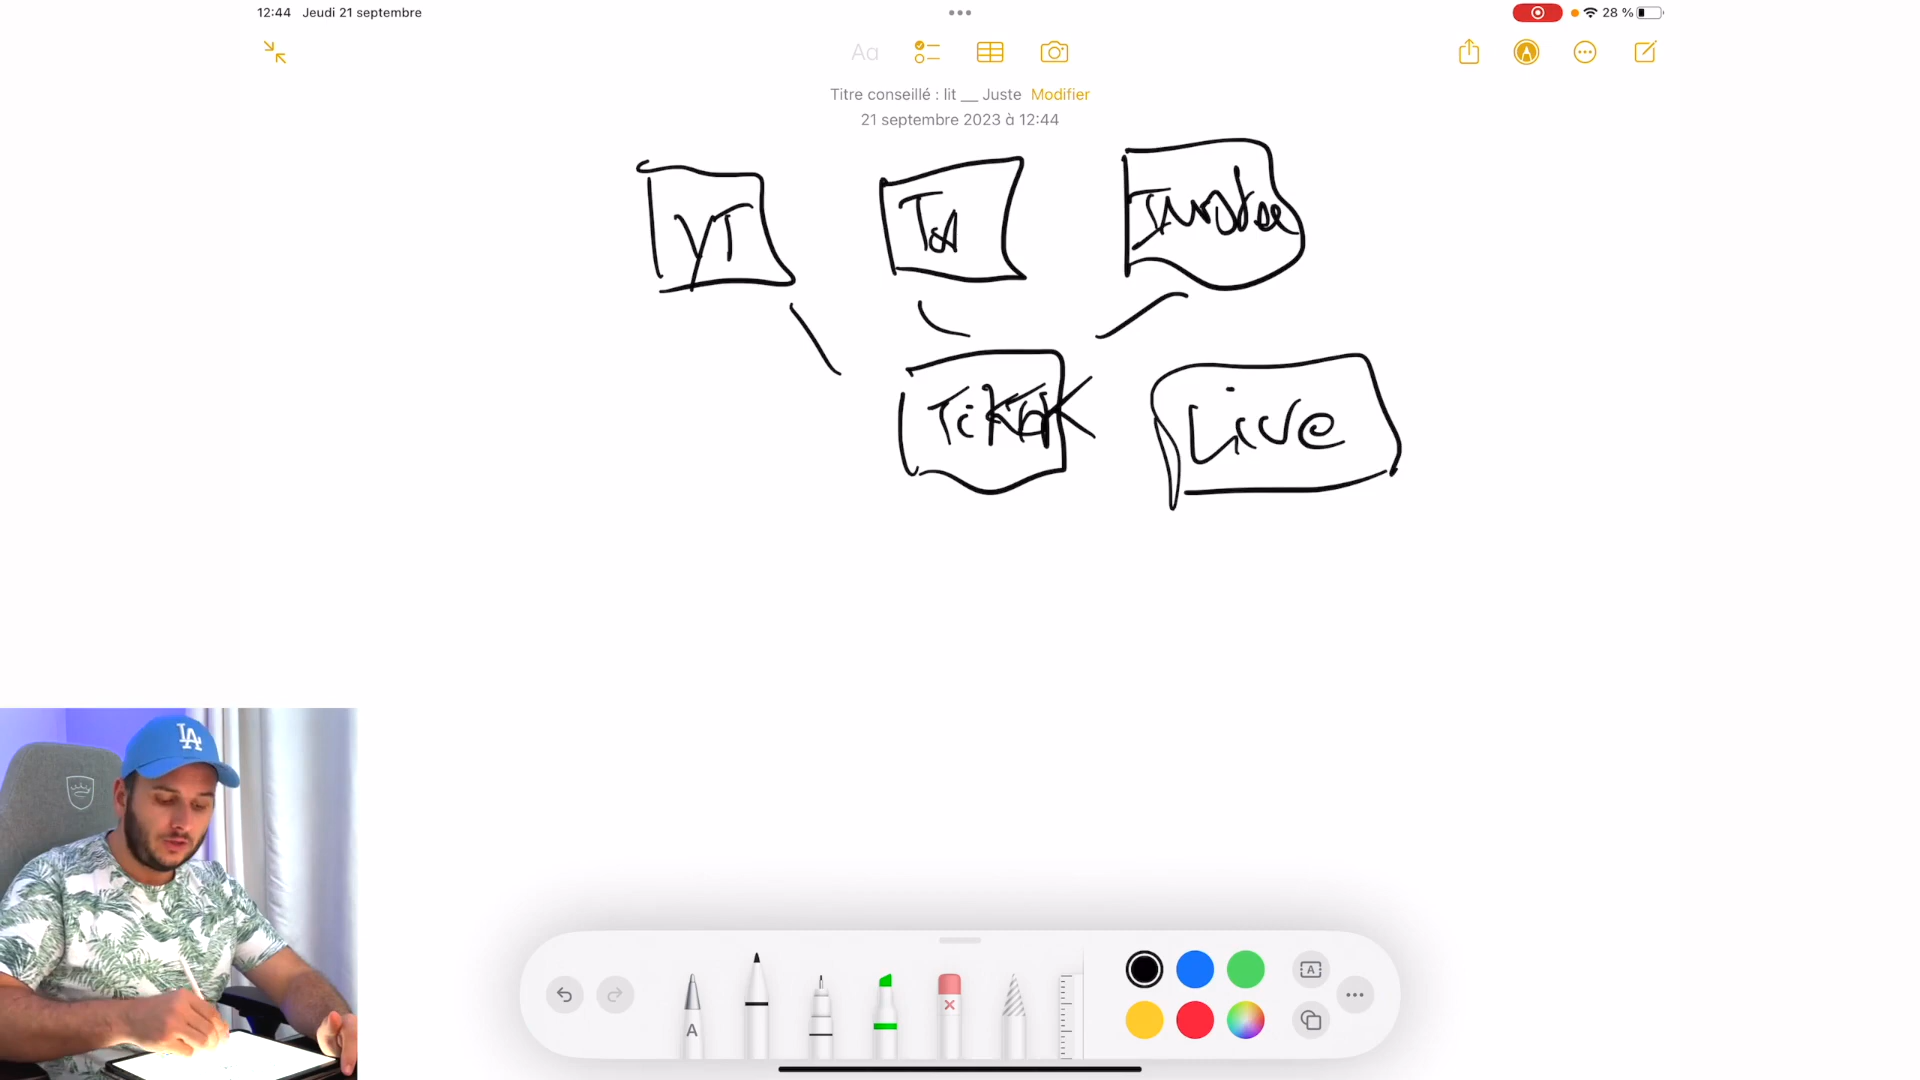 12:44 Jeudi 21 septembre
28 %
Aa
Titre conseillé : lit __ Juste Modifier
21 septembre 2023 à 12:44
YT
TikToK
Live
LA
A
A